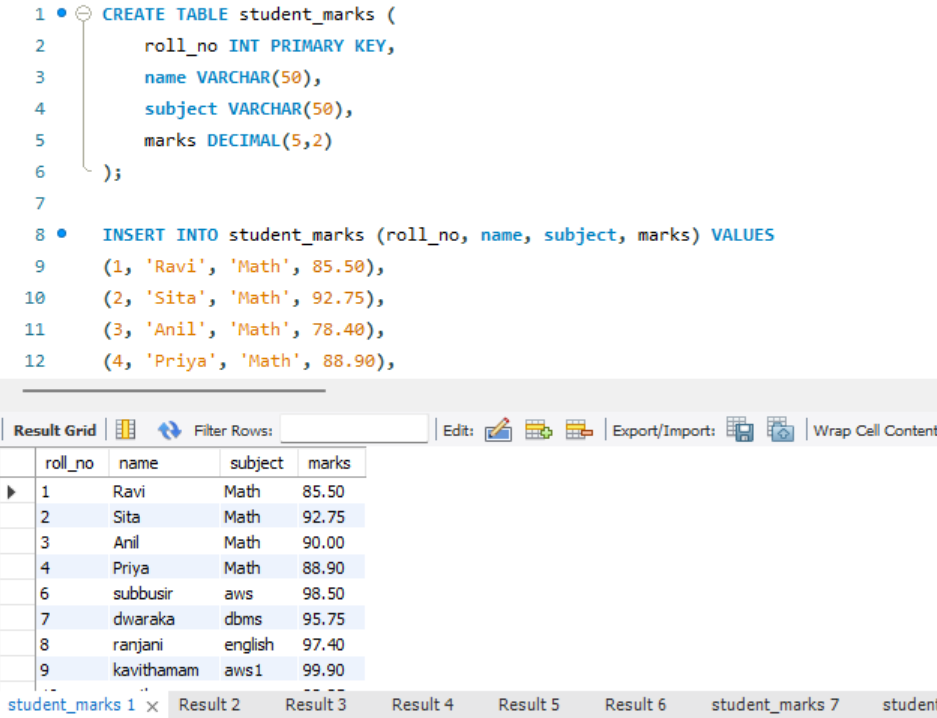 1 CREATE TABLE student_marks (
2 roll_no INT PRIMARY KEY,
3 name VARCHAR(50),
4 subject VARCHAR(50),
5 marks DECIMAL(5,2)
6 );
7
8 INSERT INTO student_marks (roll_no, name, subject, marks) VALUES
9 (1, 'Ravi', 'Math', 85.50),
10 (2, 'Sita', 'Math', 92.75),
11 (3, 'Anil', 'Math', 78.40),
12 (4, 'Priya', 'Math', 88.90),
Result Grid Filter Rows: Edit: Export/Import: Wrap Cell Content
roll_no name subject marks
1 Ravi Math 85.50
2 Sita Math 92.75
3 Anil Math 90.00
4 Priya Math 88.90
6 subbusir aws 98.50
7 dwaraka dbms 95.75
8 ranjani english 97.40
9 kavithamam aws1 99.90
student_marks 1 × Result 2 Result 3 Result 4 Result 5 Result 6 student_marks 7 student